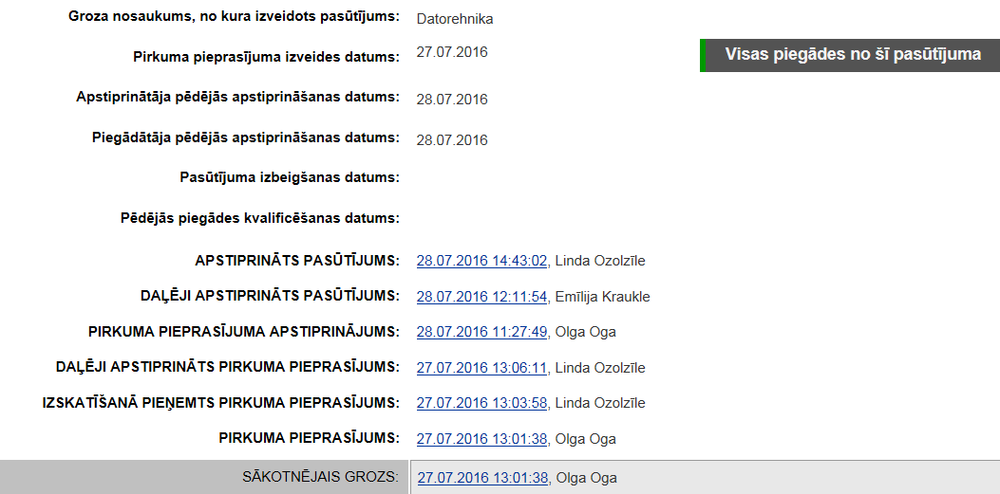 Groza nosaukums, no kura izveidots pasūtījums: Datorehnika
Pirkuma pieprasījuma izveides datums: 27.07.2016
Visas piegādes no šī pasūtījuma
Apstiprinātāja pēdējās apstiprināšanas datums: 28.07.2016
Piegādātāja pēdējās apstiprināšanas datums: 28.07.2016
Pasūtījuma izbeigšanas datums:
Pēdējās piegādes kvalificēšanas datums:
APSTIPRINĀTS PASŪTĪJUMS: 28.07.2016 14:43:02, Linda Ozolzīle
DAĻĒJI APSTIPRINĀTS PASŪTĪJUMS: 28.07.2016 12:11:54, Emīlija Kraukle
PIRKUMA PIEPRASĪJUMA APSTIPRINĀJUMS: 28.07.2016 11:27:49, Olga Oga
DAĻĒJI APSTIPRINĀTS PIRKUMA PIEPRASĪJUMS: 27.07.2016 13:06:11, Linda Ozolzīle
IZSKATĪŠANĀ PIEŅEMTS PIRKUMA PIEPRASĪJUMS: 27.07.2016 13:03:58, Linda Ozolzīle
PIRKUMA PIEPRASĪJUMS: 27.07.2016 13:01:38, Olga Oga
SĀKOTNĒJAIS GROZS: 27.07.2016 13:01:38, Olga Oga